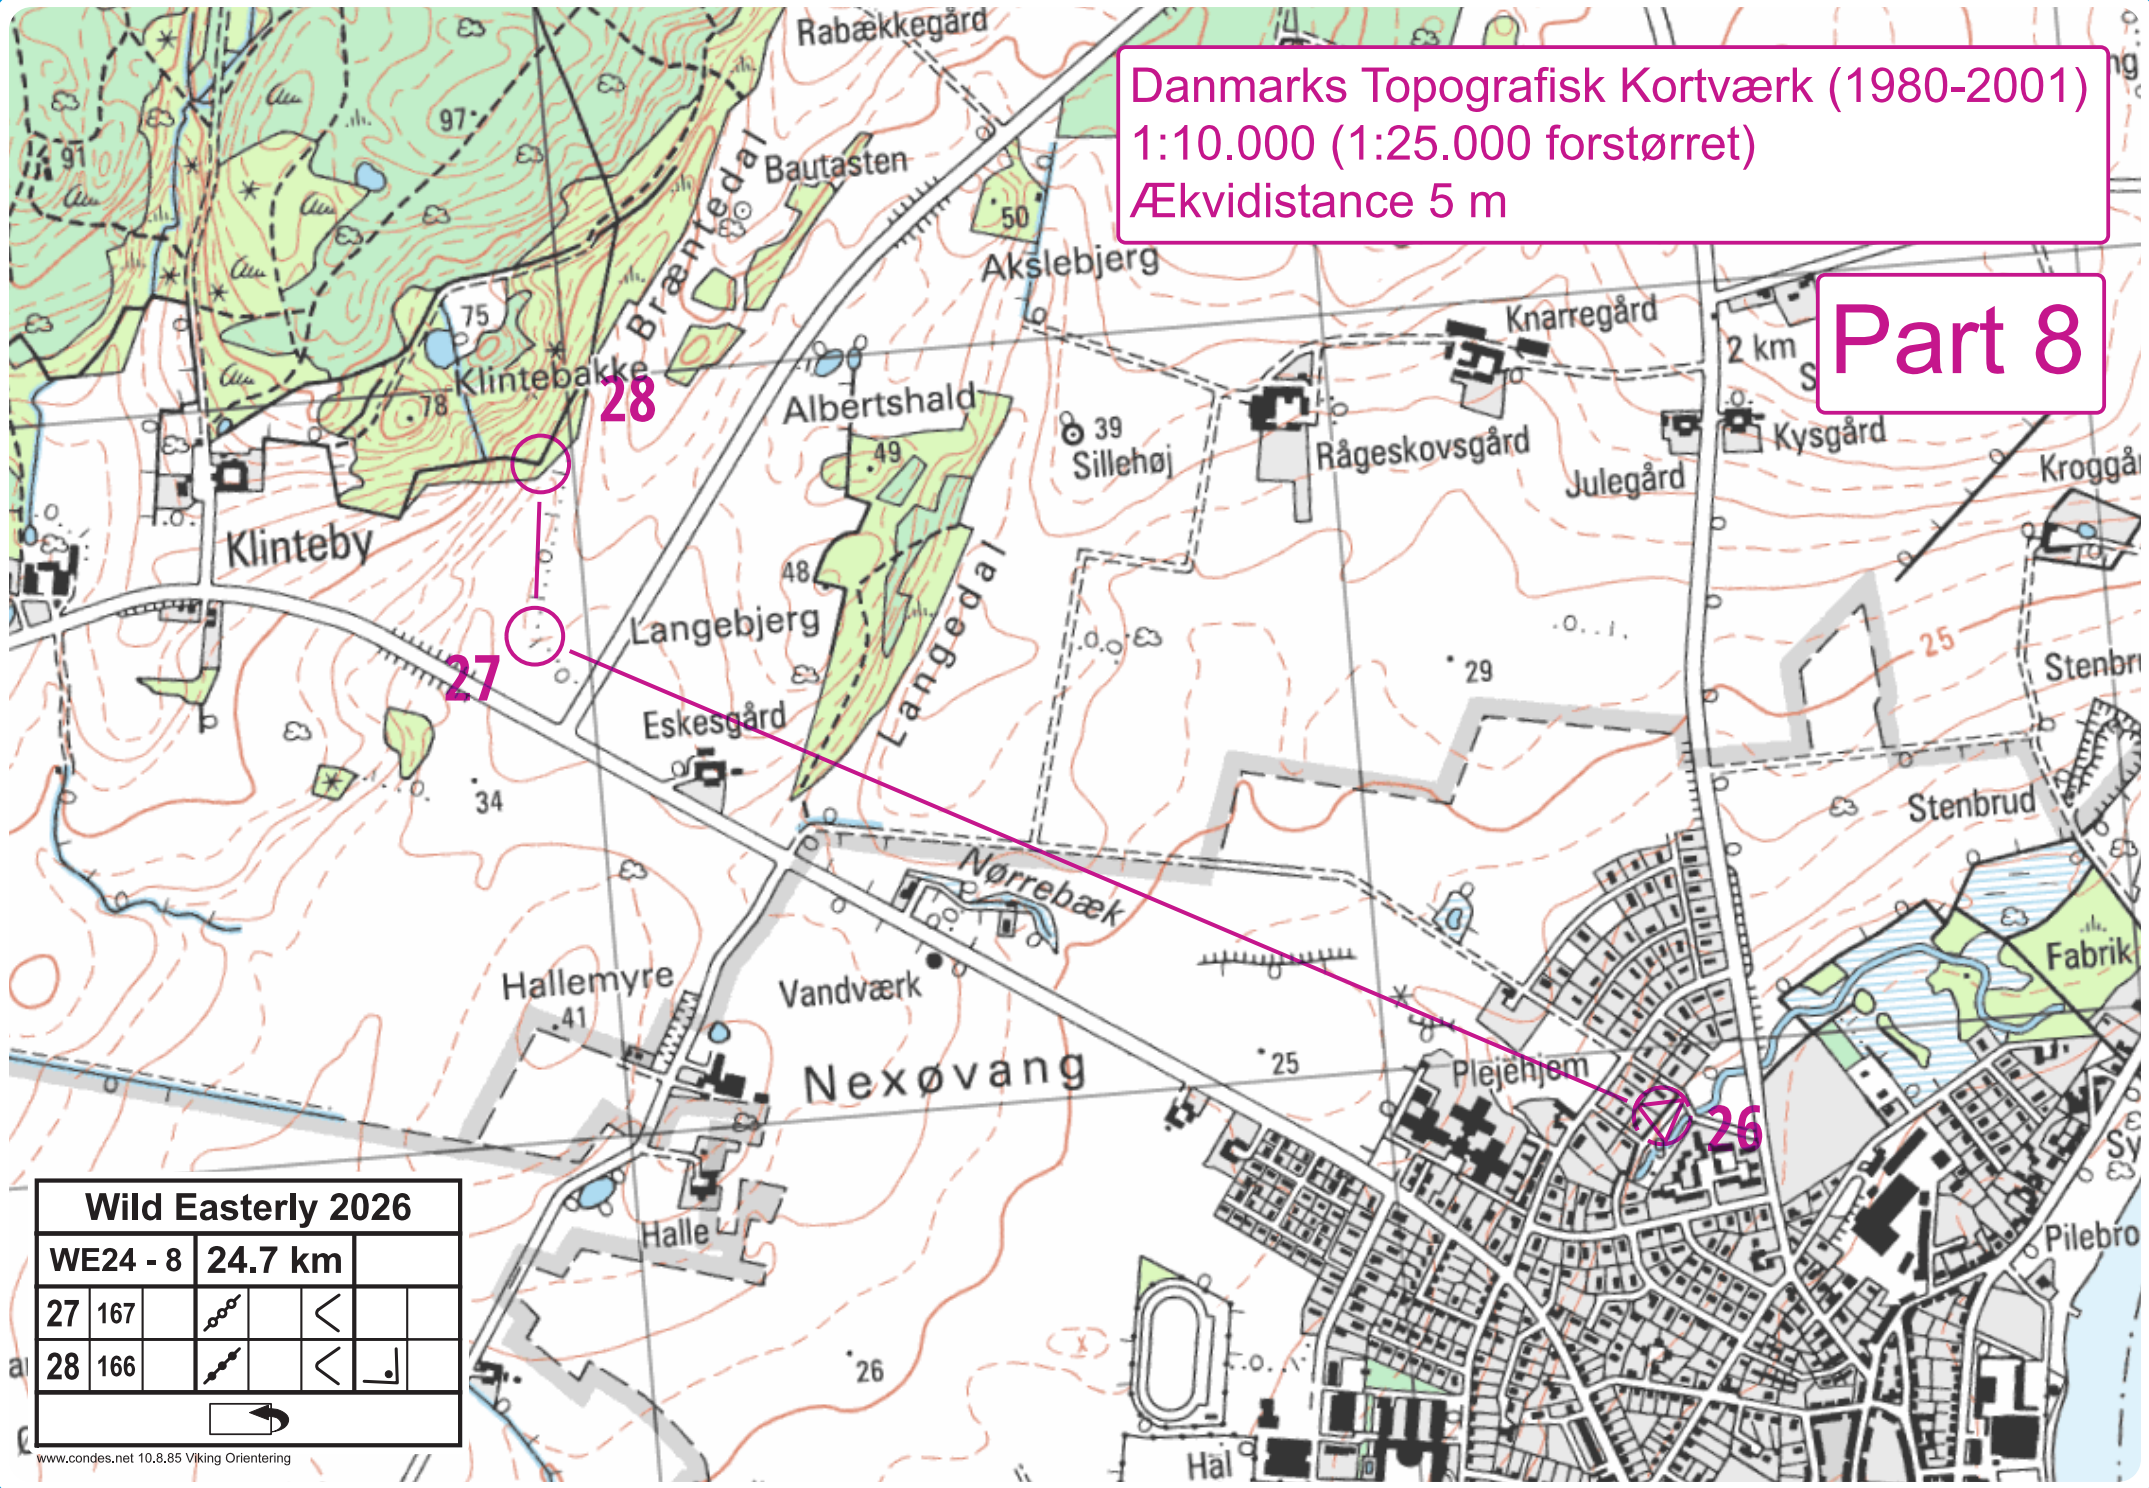 Rabækkegård
Danmarks Topografisk Kortværk (1980-2001)
1:10.000 (1:25.000 forstørret)
Ækvidistance 5 m
Part 8
97
91
Bautasten
Bræntedal
50
Akslebjerg
75
Klintebakke
78
28
Knarregård
2 km
S
Albertshald
49
39
Sillehøj
Rågeskovsgård
Julegård
Kysgård
Kroggår
Klinteby
48
Langebjerg
Langedal
27
29
25
Stenbr
Eskesgård
34
Stenbrud
Nørrebæk
Fabrik
Hallemyre
41
Vandværk
Nexøvang
25
Plejehjem
26
Sy
Halle
Pilebro
26
Hal
Wild Easterly 2026
WE24 - 8 24.7 km
27 167
28 166
www.condes.net 10.8.85 Viking Orientering